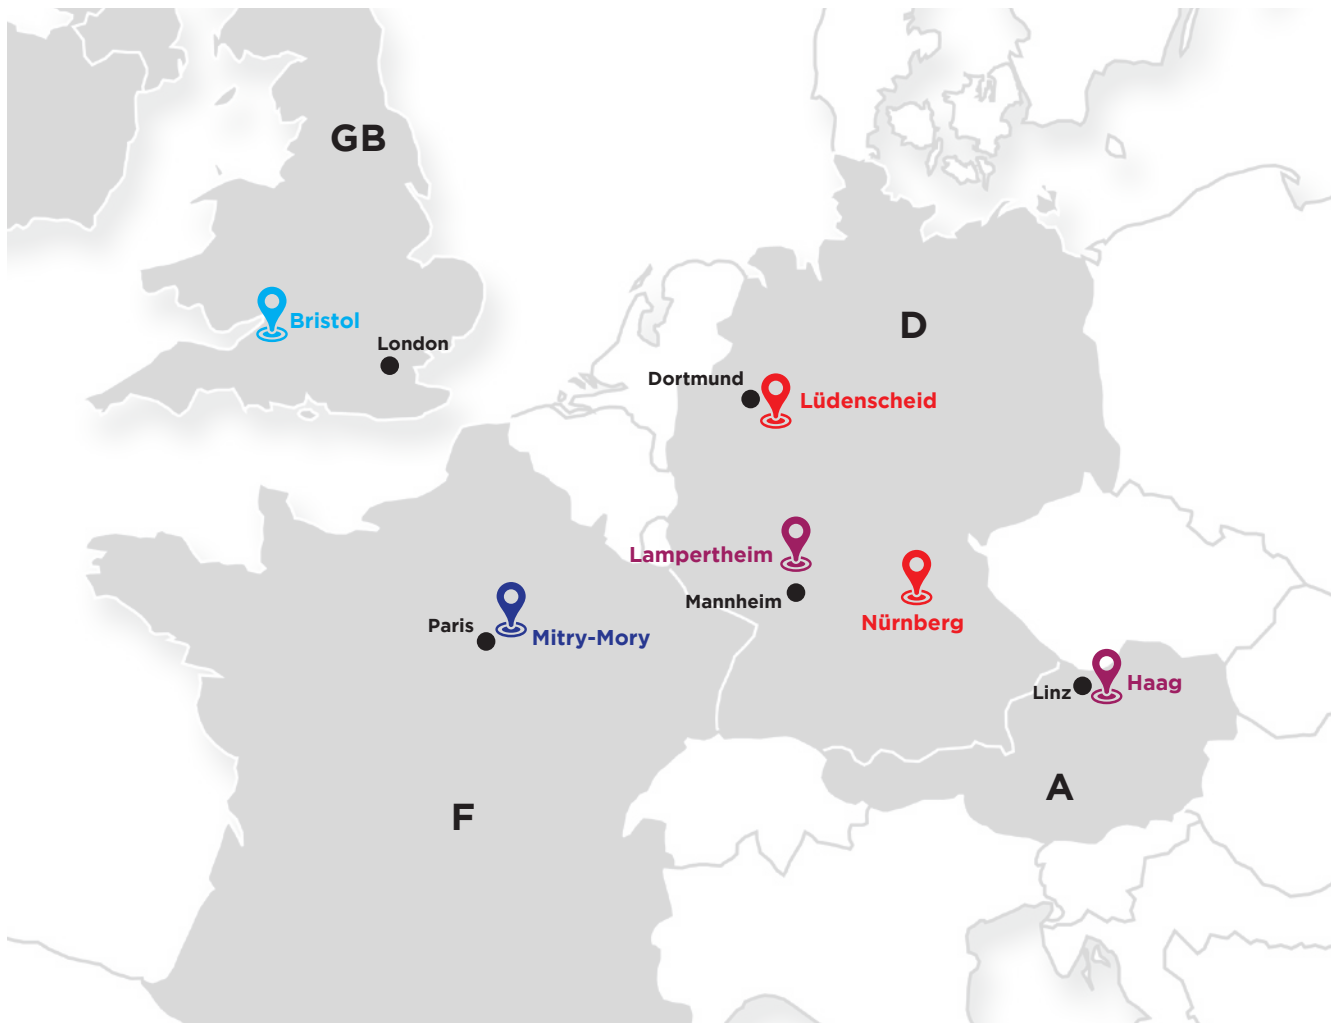 GB
Bristol
London
D
Dortmund
Lüdenscheid
Lampertheim
Mannheim
Nürnberg
Paris
Mitry-Mory
Linz
Haag
A
F